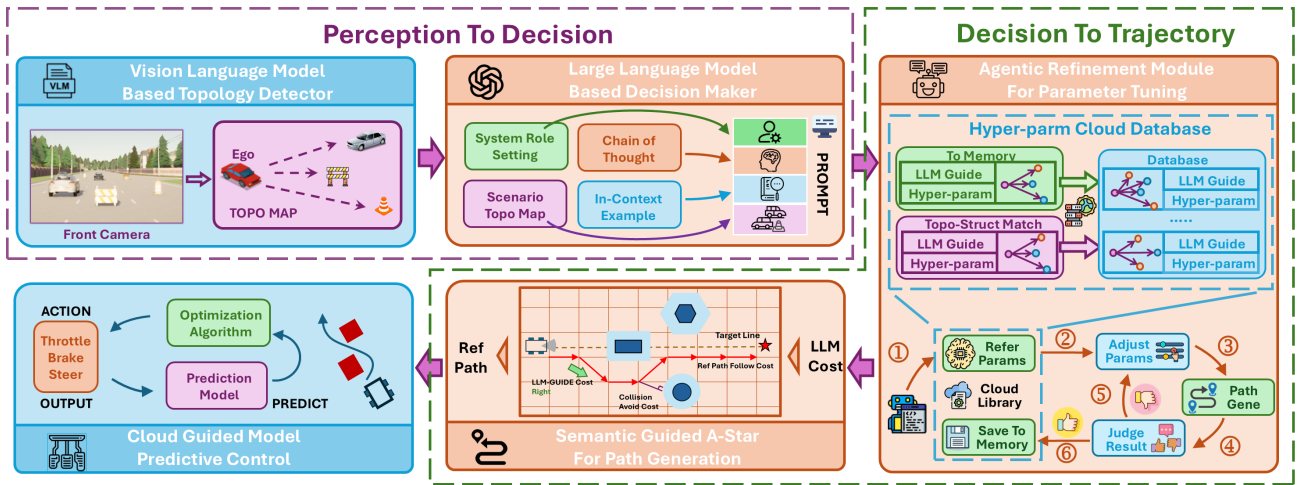 Perception To Decision
Decision To Trajectory
Vision Language Model
Based Topology Detector
VLM
Ego
TOPO MAP
Front Camera
Large Language Model
Based Decision Maker
System Role
Setting
Chain of
Thought
Scenario
Topo Map
In-Context
Example
PROMPT
Agentic Refinement Module
For Parameter Tuning
Hyper-parm Cloud Database
To Memory
LLM Guide
Hyper-param
Database
LLM Guide
Hyper-param
.....
Topo-Struct Match
LLM Guide
Hyper-param
LLM Guide
Hyper-param
①
Refer
Params
②
Adjust
Params
③
Path
Gene
④
Judge
Result
⑤
⑥
Cloud
Library
Save To
Memory
LLM
Cost
Target Line
Ref Path Follow Cost
LLM-GUIDE Cost
Right
Collision
Avoid Cost
Ref
Path
Semantic Guided A-Star
For Path Generation
ACTION
Throttle
Brake
Steer
OUTPUT
Optimization
Algorithm
Prediction
Model
PREDICT
Cloud Guided Model
Predictive Control